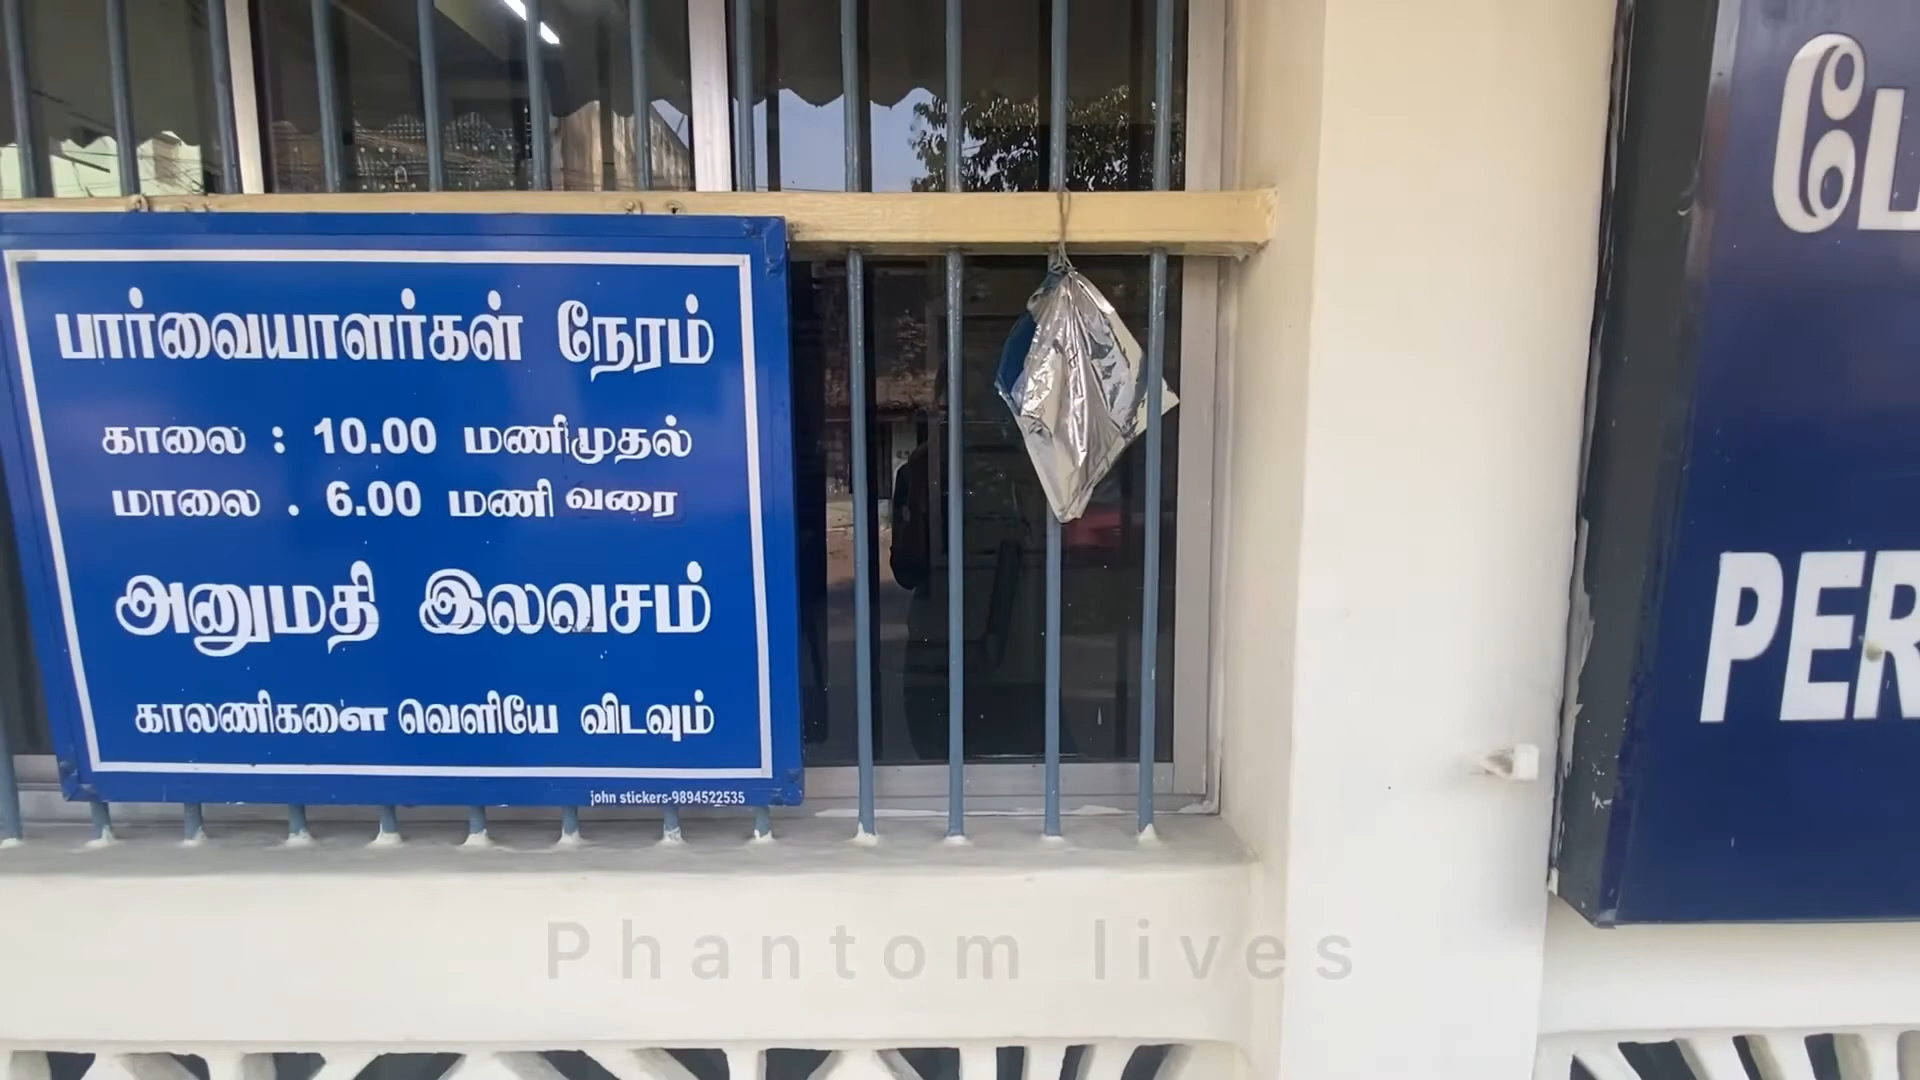 பார்வையாளர்கள் நேரம்
காலை : 10.00 மணிமுதல்
மாலை . 6.00 மணி வரை
அனுமதி இலவசம்
காலணிகளை வெளியே விடவும்
john stickers-9894522535
PER
Phantom lives